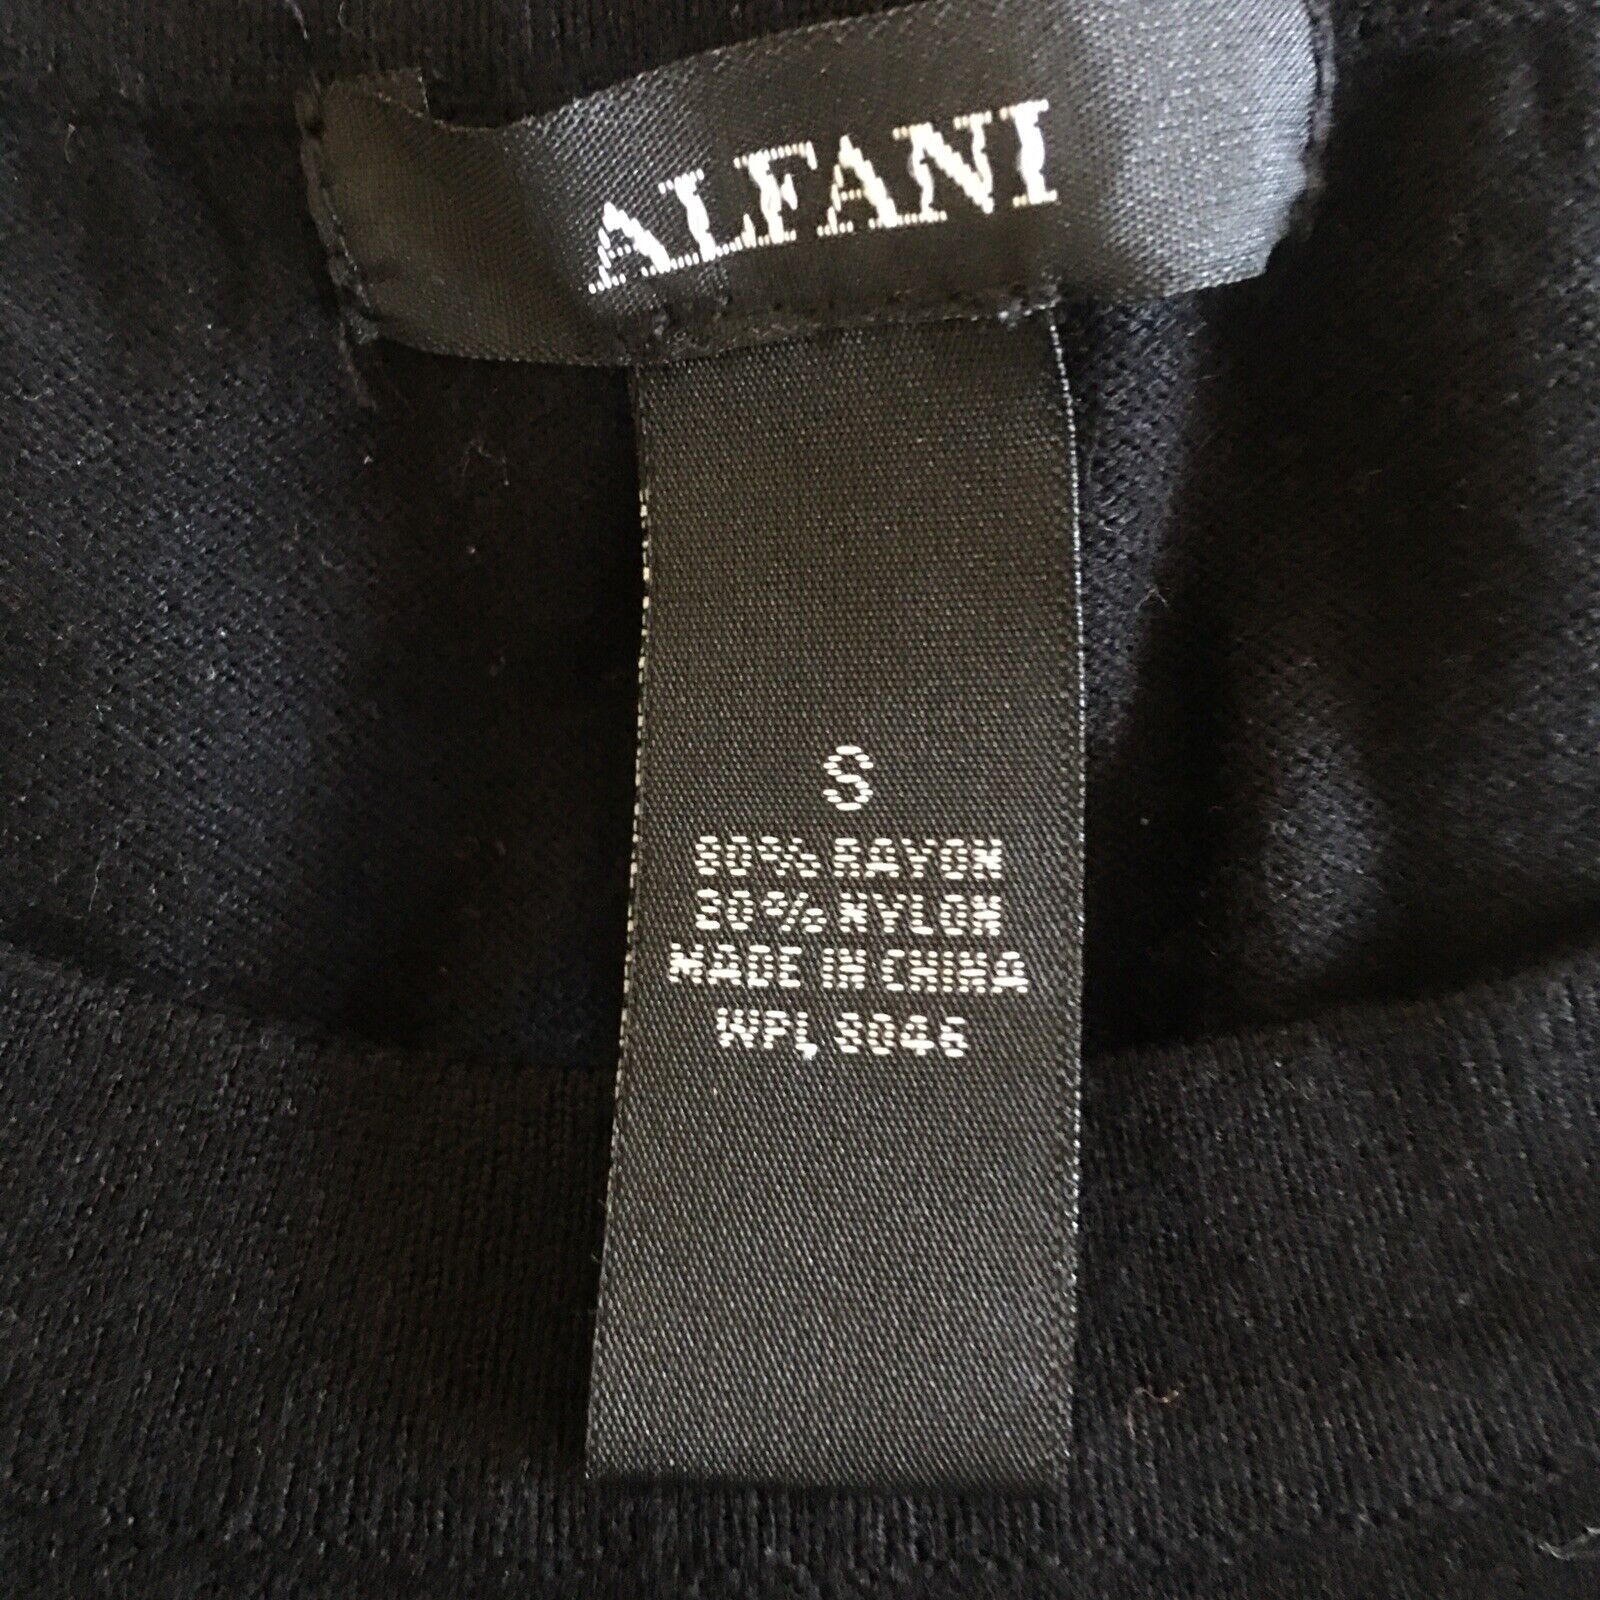 ALFANI
S
80% RAYON
20% NYLON
MADE IN CHINA
WPL 8046